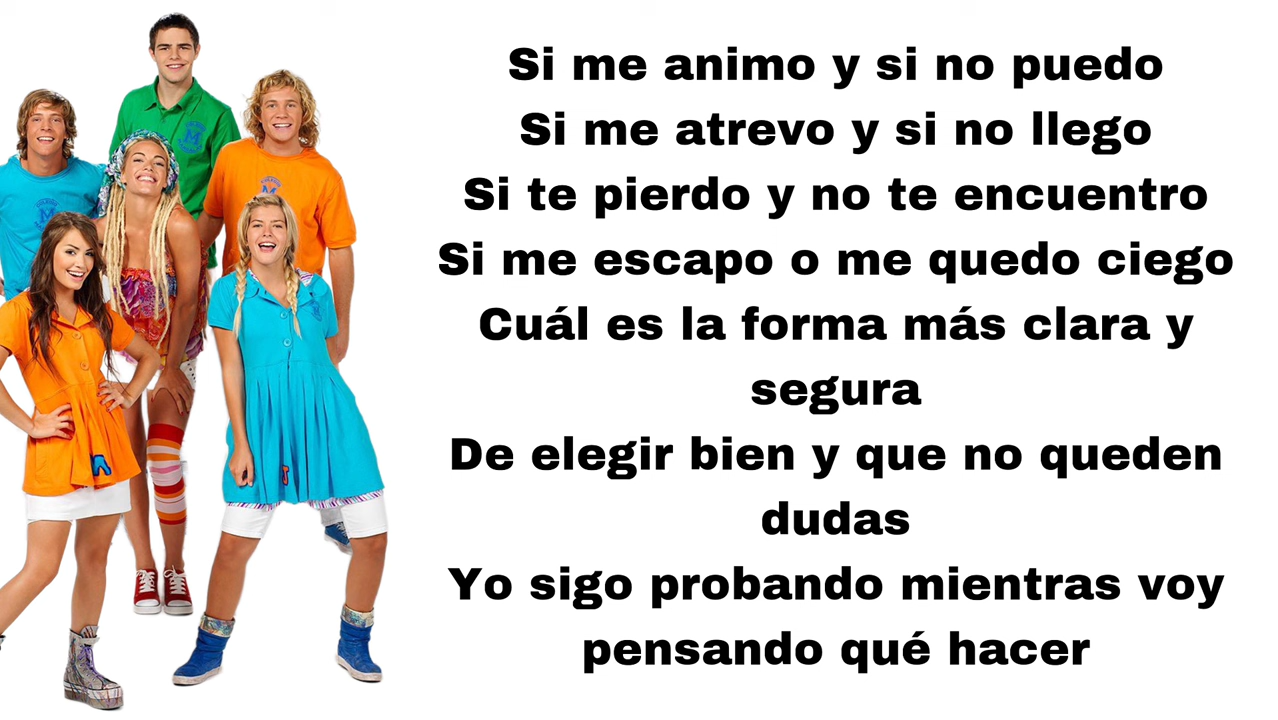 Si me animo y si no puedo
Si me atrevo y si no llego
Si te pierdo y no te encuentro
Si me escapo o me quedo ciego
Cuál es la forma más clara y
segura
De elegir bien y que no queden
dudas
Yo sigo probando mientras voy
pensando qué hacer